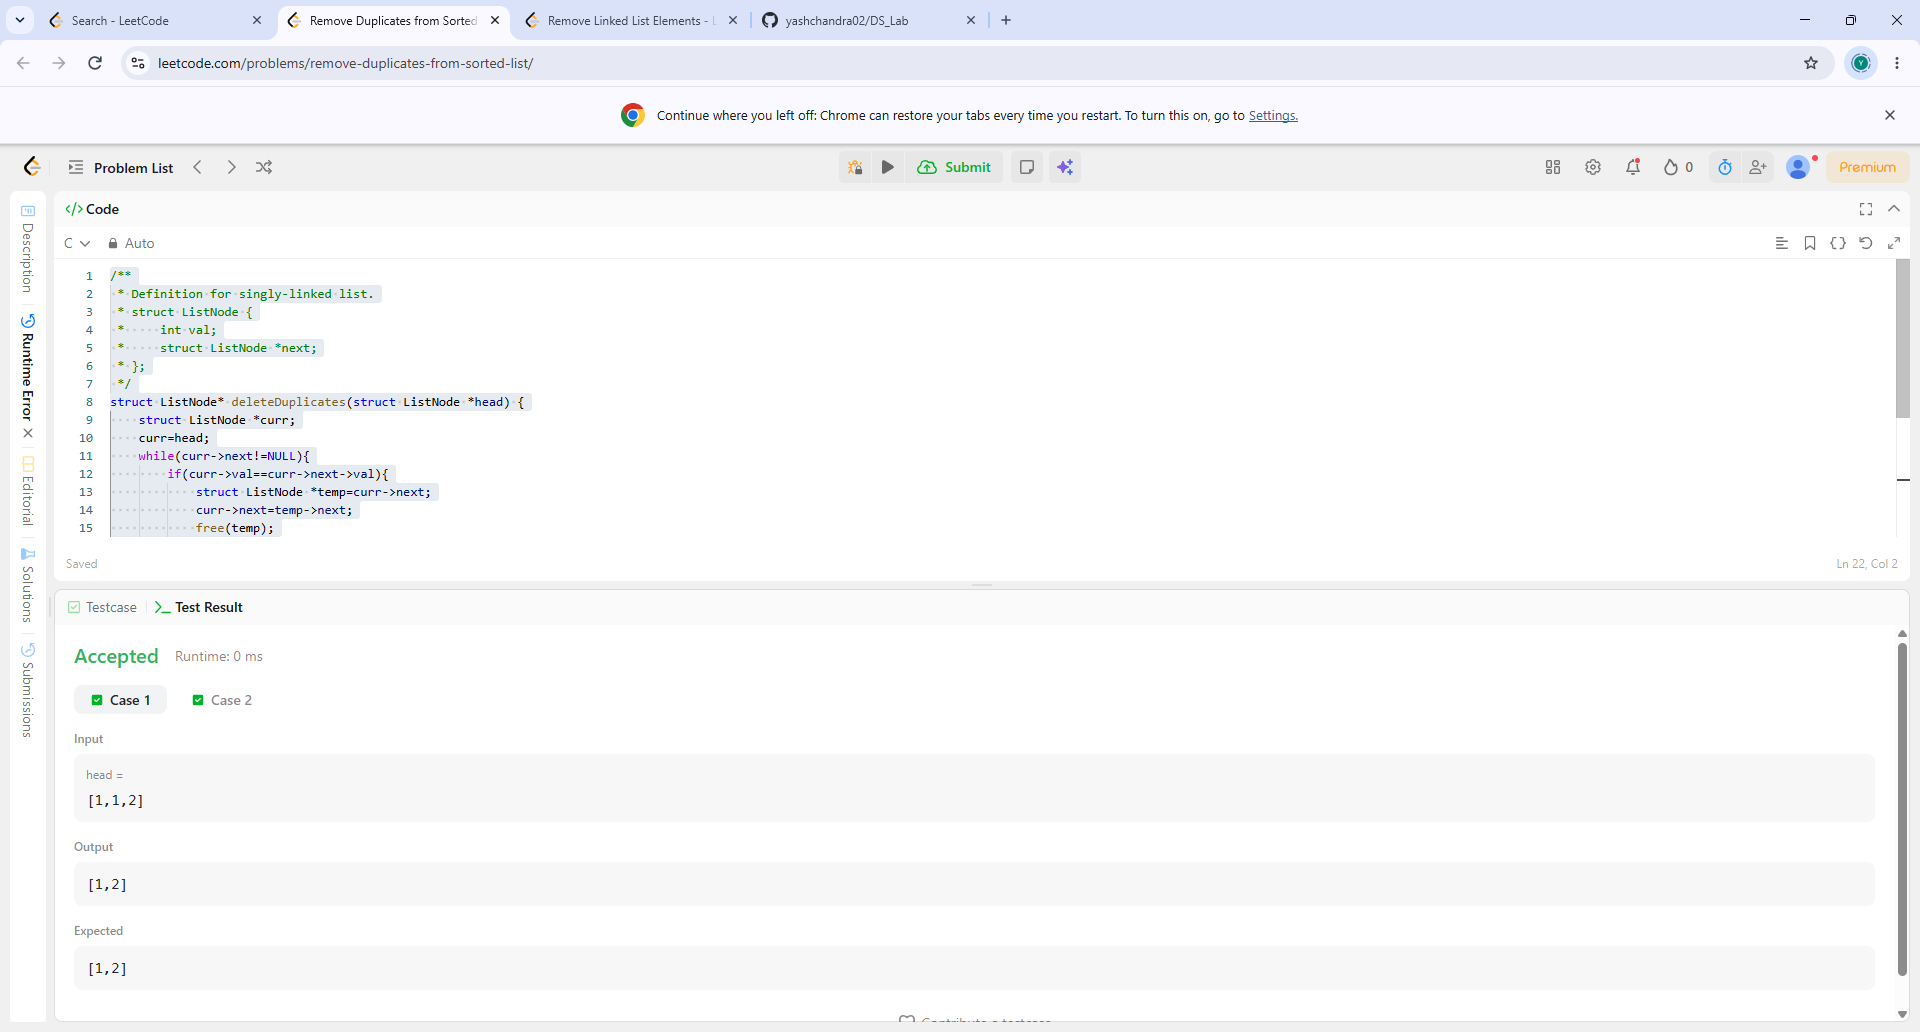 Search - LeetCode
Remove Duplicates from Sorted
Remove Linked List Elements - L
yashchandra02/DS_Lab
leetcode.com/problems/remove-duplicates-from-sorted-list/
Continue where you left off: Chrome can restore your tabs every time you restart. To turn this on, go to Settings.
Problem List
Submit
0
Premium
Description
Runtime Error
Editorial
Solutions
Submissions
</> Code
C
Auto
1 /**
2  * Definition for singly-linked list.
3  * struct ListNode {
4  *     int val;
5  *     struct ListNode *next;
6  * };
7  */
8 struct ListNode* deleteDuplicates(struct ListNode *head) {
9     struct ListNode *curr;
10     curr=head;
11     while(curr->next!=NULL){
12         if(curr->val==curr->next->val){
13             struct ListNode *temp=curr->next;
14             curr->next=temp->next;
15             free(temp);
Saved
Ln 22, Col 2
Testcase
Test Result
Accepted
Runtime: 0 ms
Case 1
Case 2
Input
head =
[1,1,2]
Output
[1,2]
Expected
[1,2]
Contribute a testcase